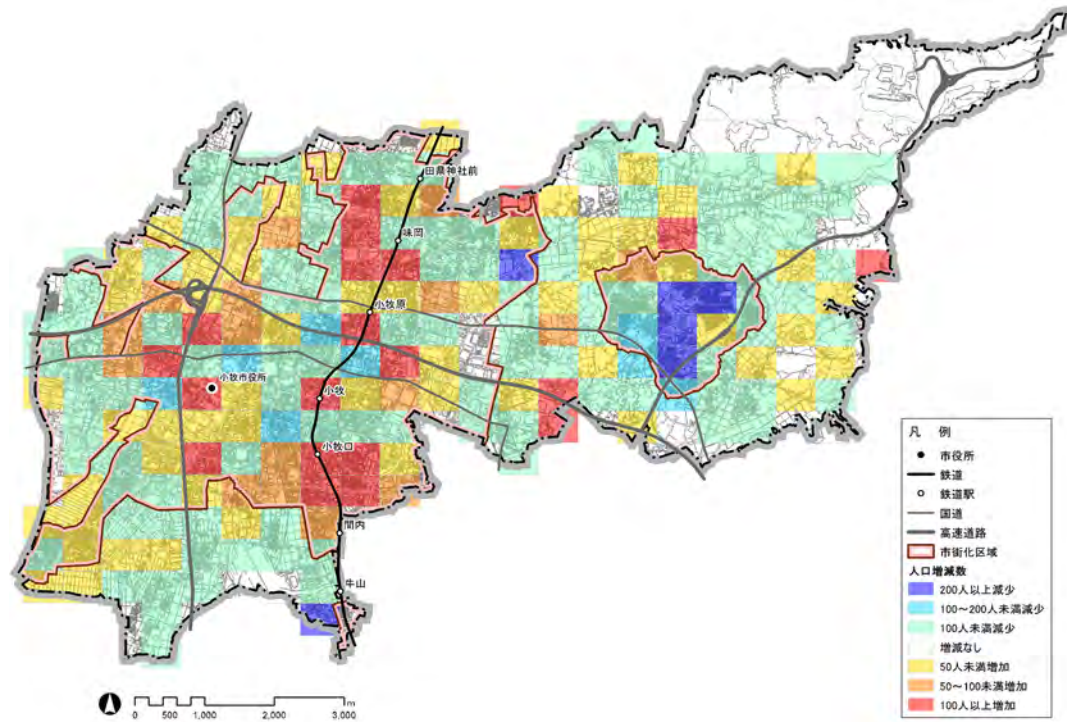 田県神社前
味岡
小牧原
小牧市役所
小牧
小牧口
間内
牛山
凡 例
市役所
鉄道
鉄道駅
国道
高速道路
市街化区域
人口増減数
200人以上減少
100~200人未満減少
100人未満減少
増減なし
50人未満増加
50~100未満増加
100人以上増加
0 500 1,000 2,000 3,000
m